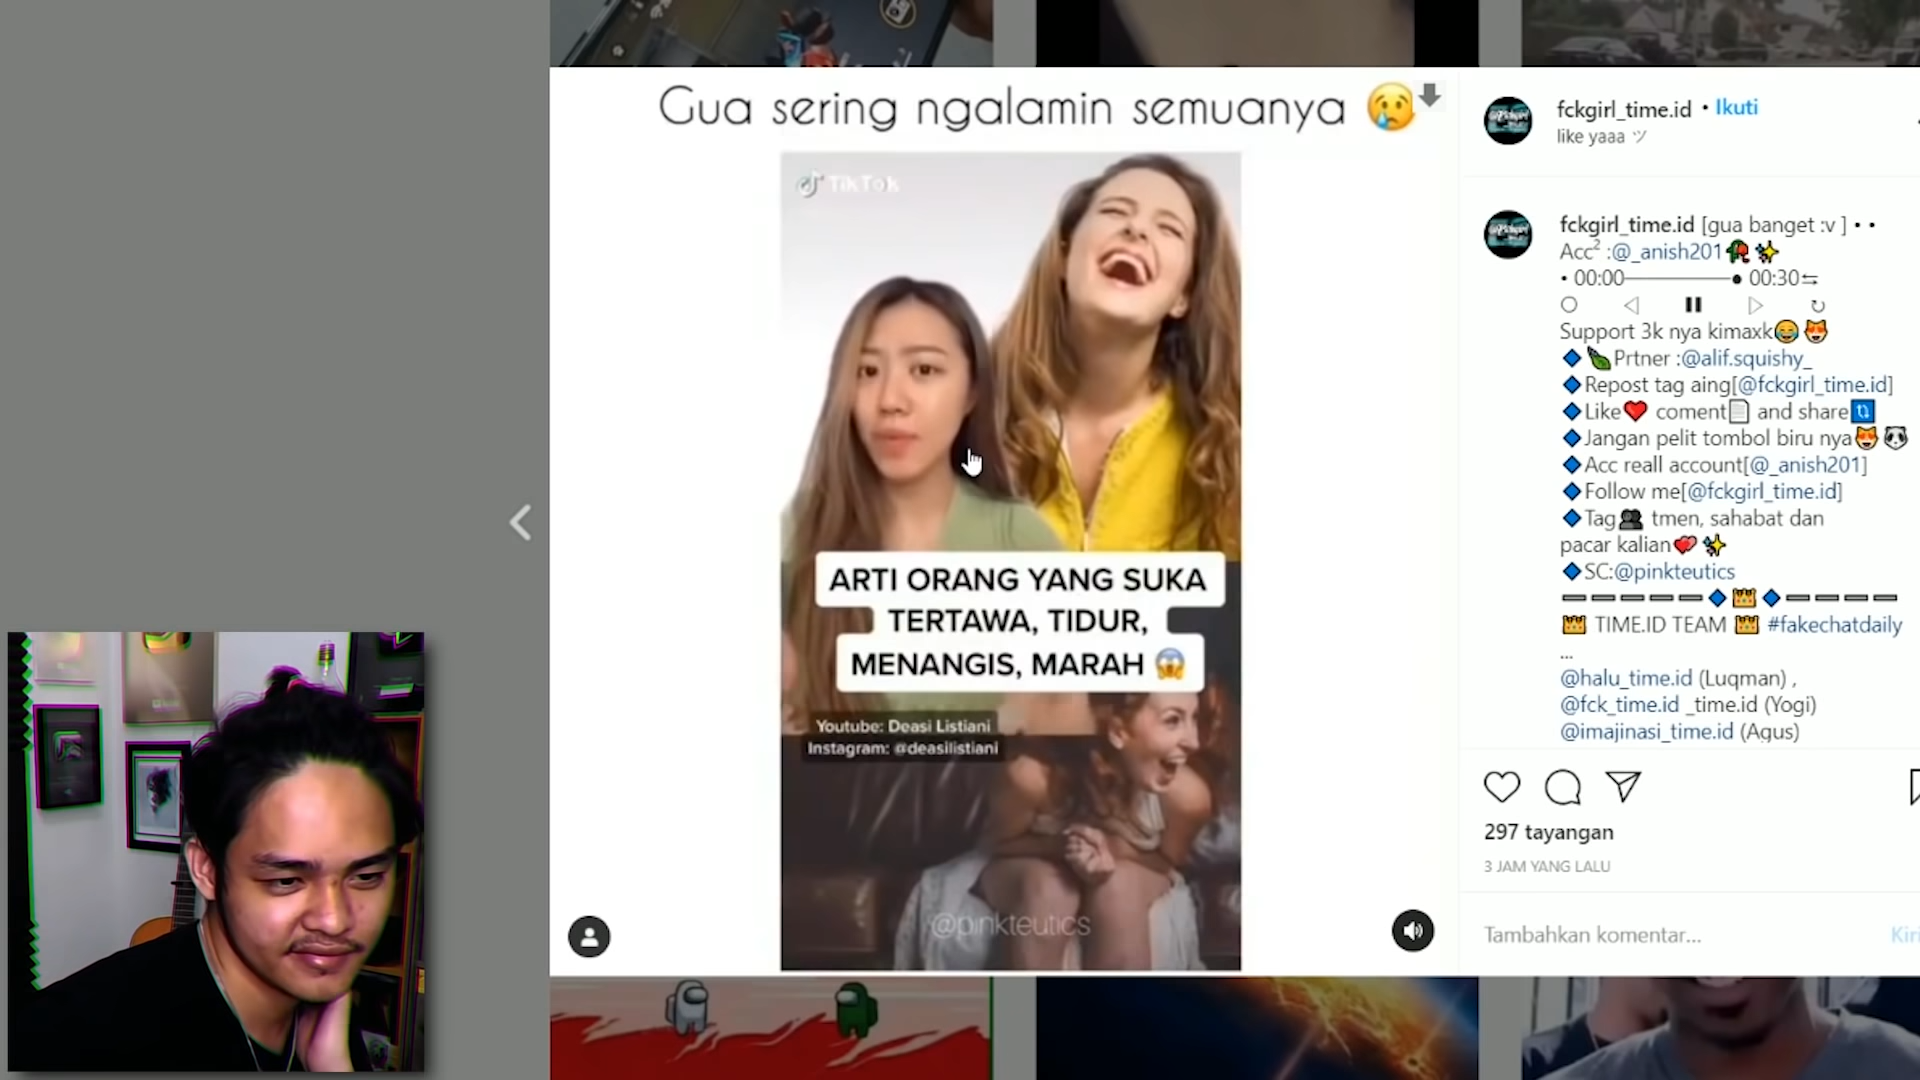 Gua sering ngalamin semuanya 😢
TikTok
ARTI ORANG YANG SUKA
TERTAWA, TIDUR,
MENANGIS, MARAH 😱
Youtube: Deasi Listiani
Instagram: @deasilistiani
@pinkteutics
fckgirl_time.id • Ikuti
like yaaa ツ
fckgirl_time.id [gua banget :v ] • •
Acc² :@_anish201🥀✨
• 00:00────────● 00:30⇆
○ ◁ ⏸ ▷ ↻
Support 3k nya kimaxk😂😻
🔷🍃Prtner :@alif.squishy_
🔷Repost tag aing[@fckgirl_time.id]
🔷Like❤️ coment📄 and share🔃
🔷Jangan pelit tombol biru nya😻🐼
🔷Acc reall account[@_anish201]
🔷Follow me[@fckgirl_time.id]
🔷Tag👥 tmen, sahabat dan
pacar kalian💕✨
🔷SC:@pinkteutics
➖➖➖➖➖➖🔷👑🔷➖➖➖➖
👑 TIME.ID TEAM 👑 #fakechatdaily
...
@halu_time.id (Luqman) ,
@fck_time.id _time.id (Yogi)
@imajinasi_time.id (Agus)
297 tayangan
3 JAM YANG LALU
Tambahkan komentar...
Kiri